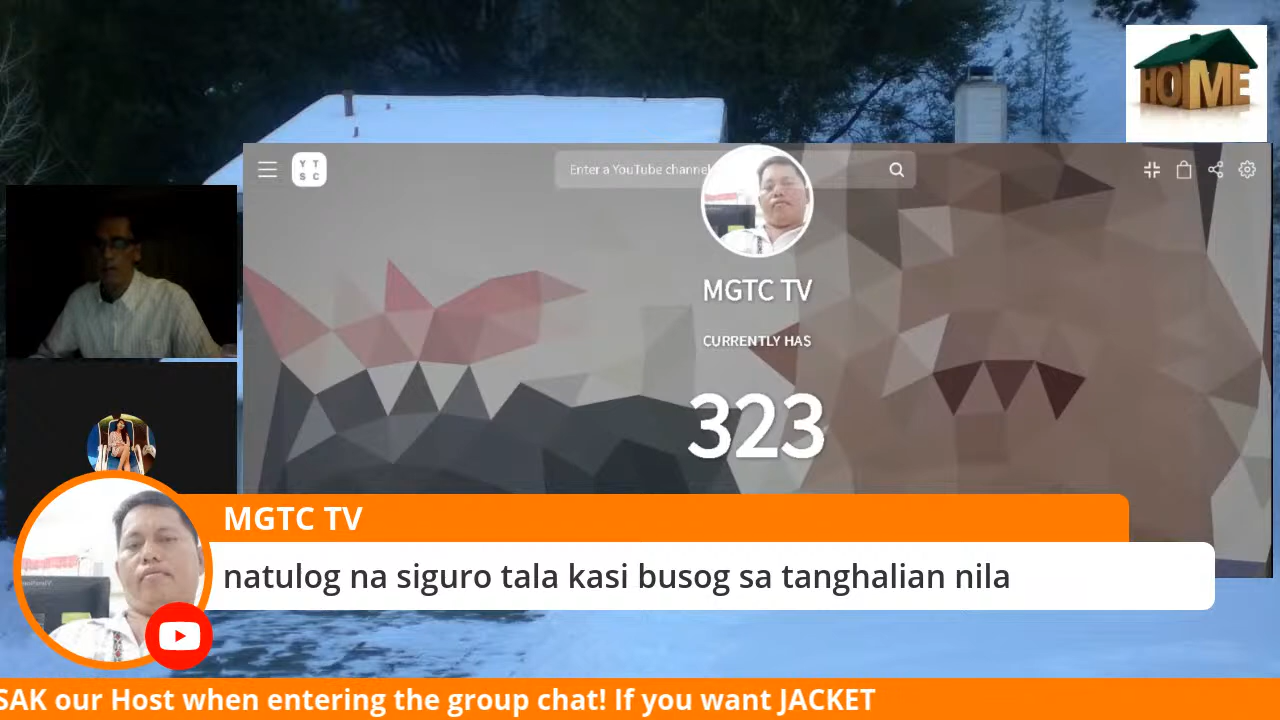 HOME
Y T
S C
Enter a YouTube channel
MGTC TV
CURRENTLY HAS
323
MGTC TV
natulog na siguro tala kasi busog sa tanghalian nila
SAK our Host when entering the group chat! If you want JACKET